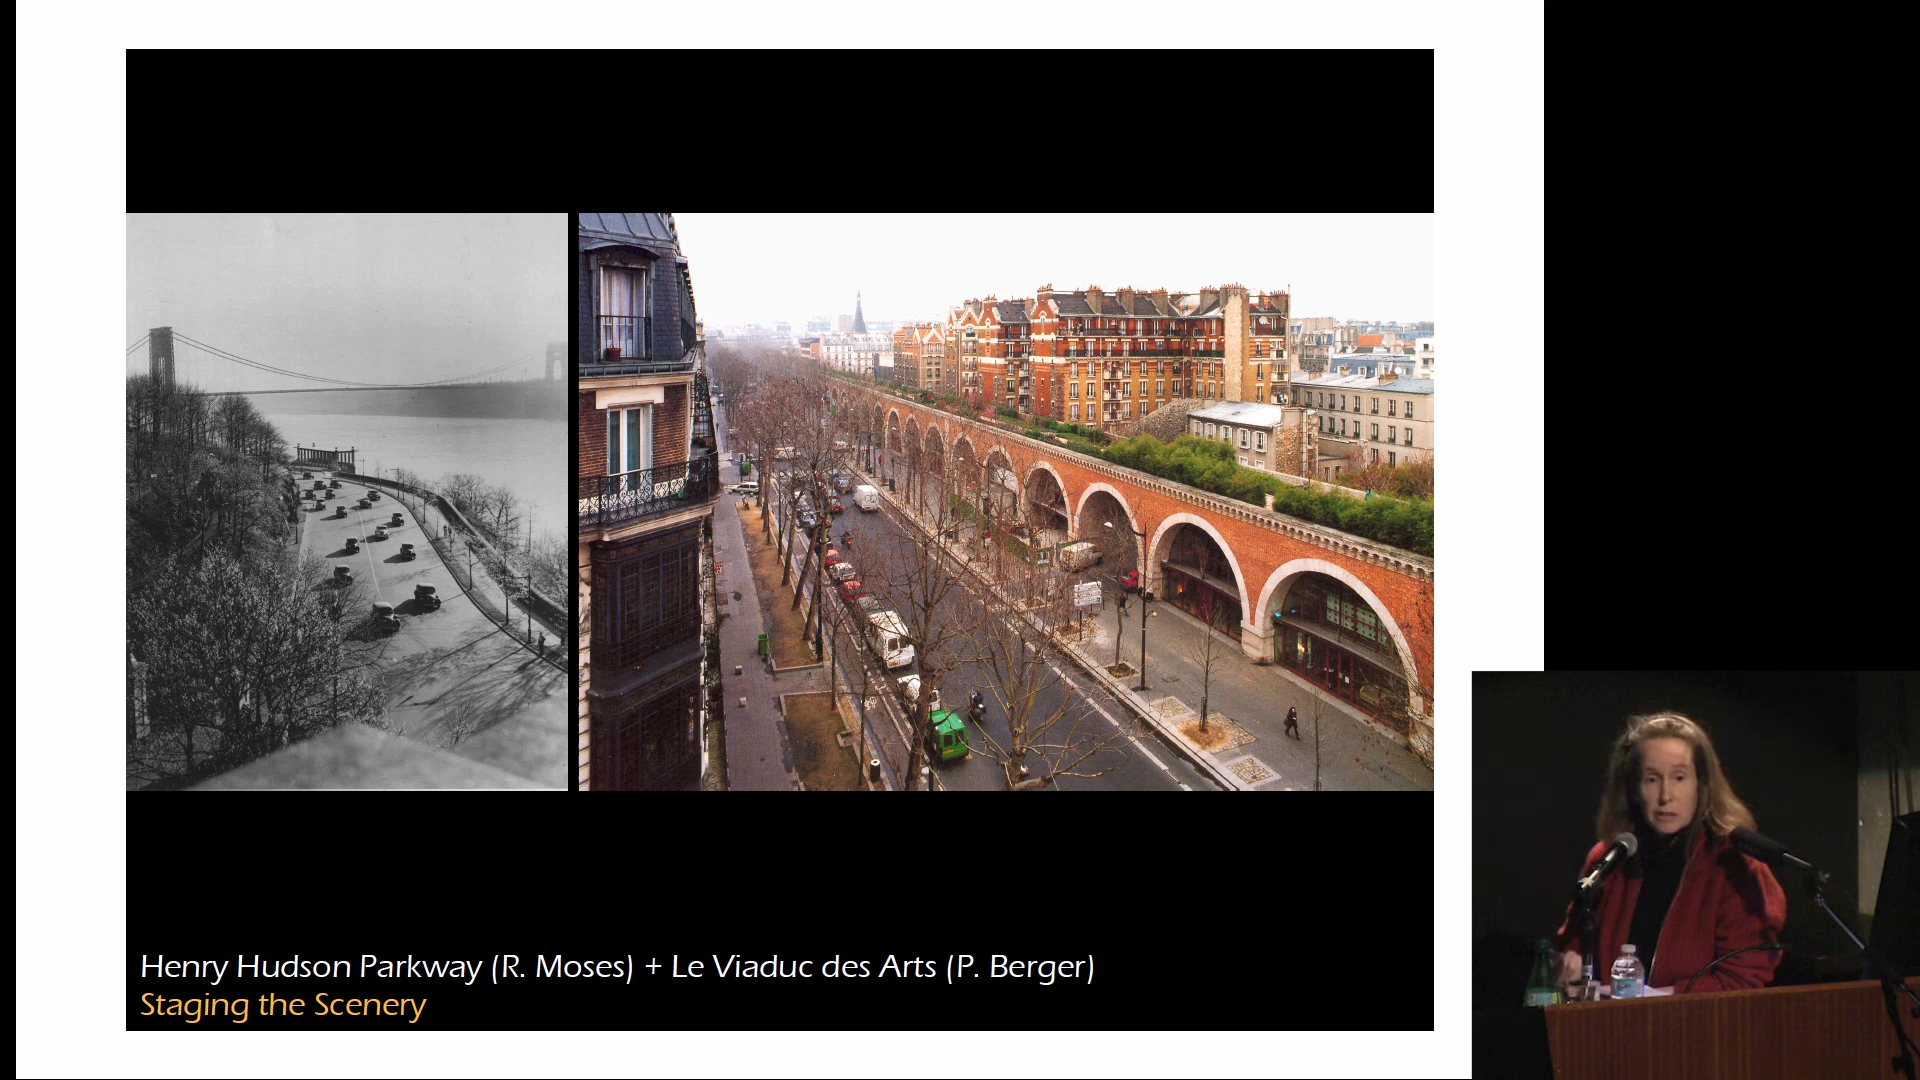 Henry Hudson Parkway (R. Moses) + Le Viaduc des Arts (P. Berger)
Staging the Scenery